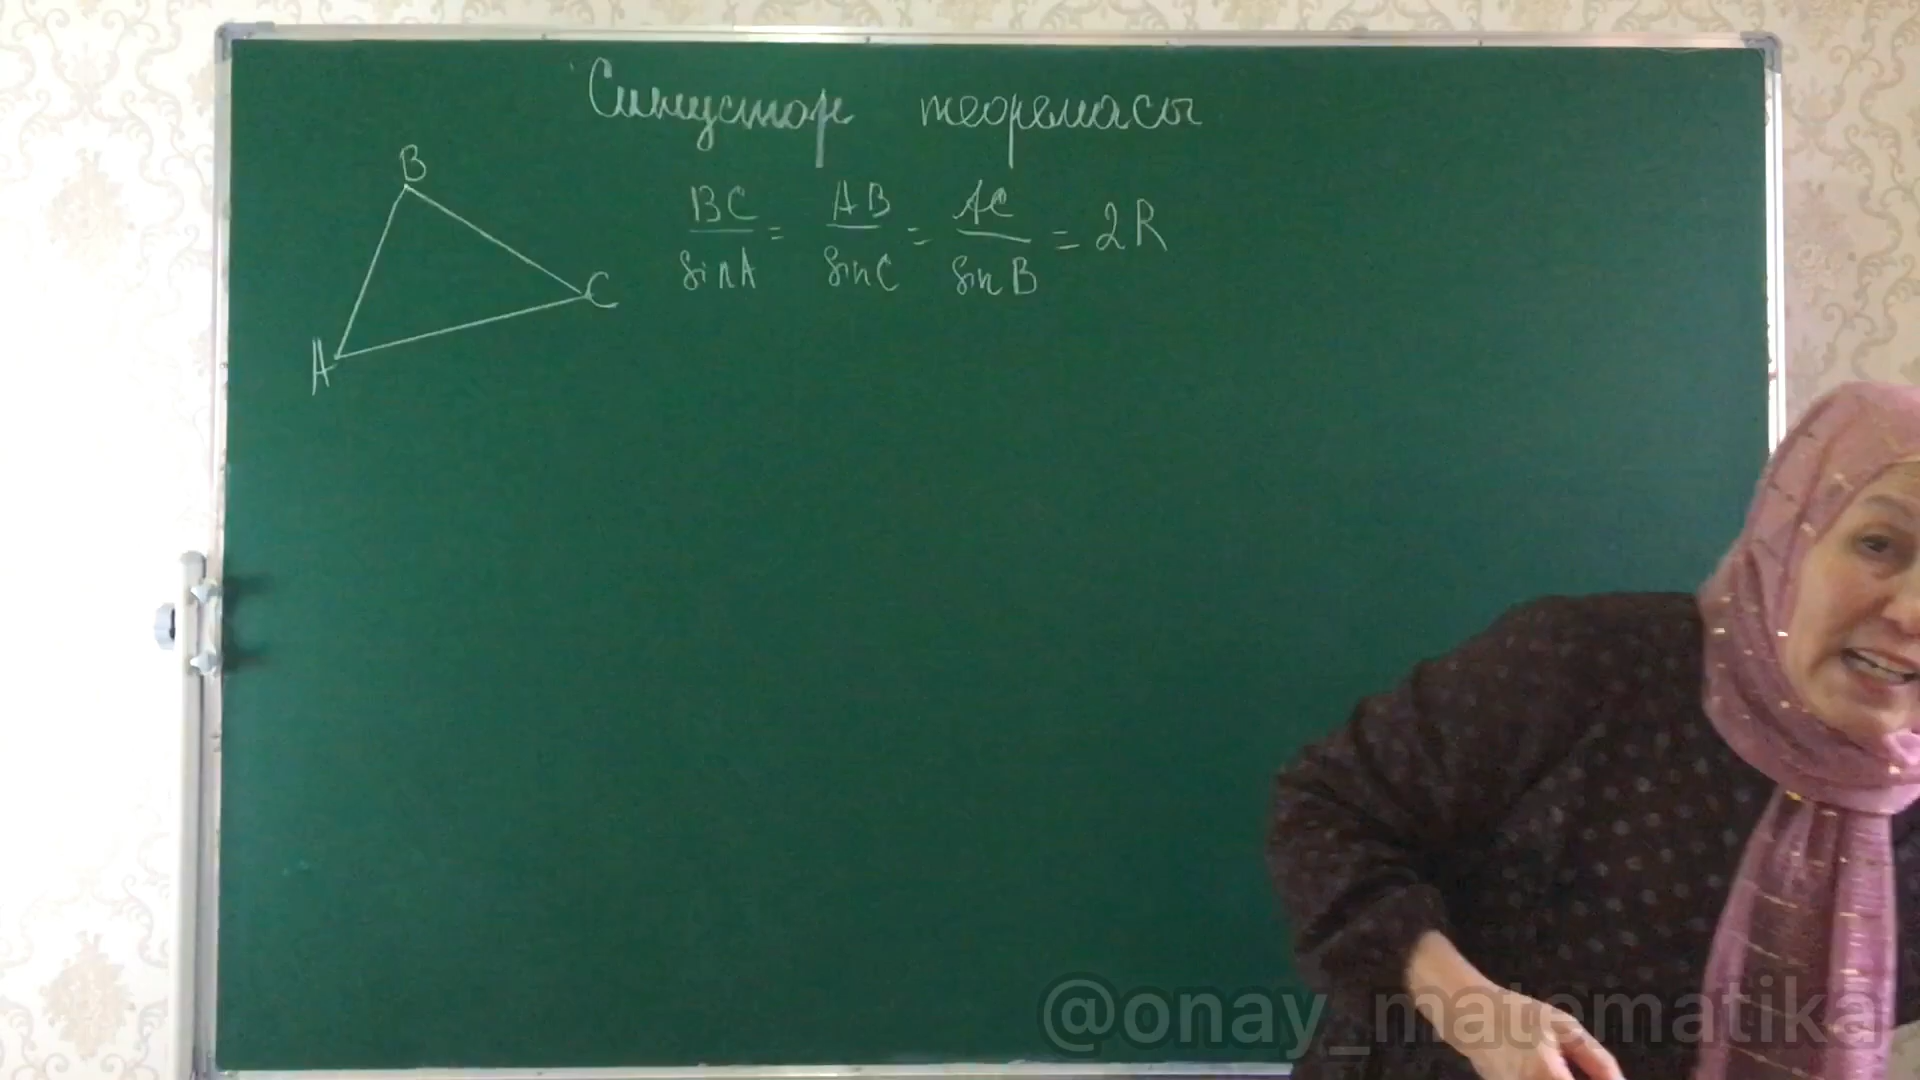 Синустар теоремасы
B
C
A
BC/sinA = AB/sinC = AC/sinB = 2R
@onay_matematika